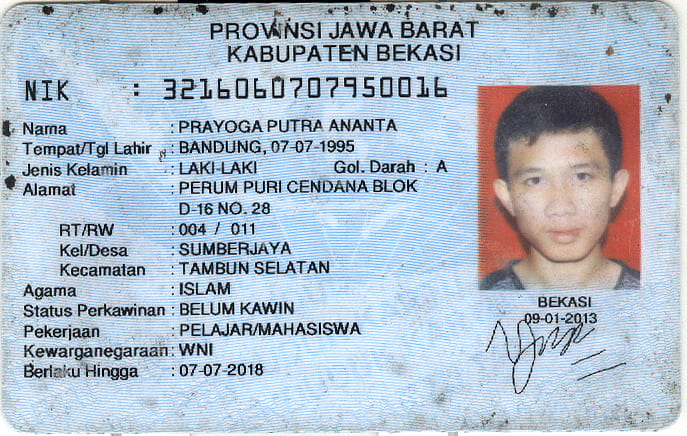 PROVINSI JAWA BARAT
KABUPATEN BEKASI
NIK : 3216060707950016
Nama : PRAYOGA PUTRA ANANTA
Tempat/Tgl Lahir : BANDUNG, 07-07-1995
Jenis Kelamin : LAKI-LAKI Gol. Darah : A
Alamat : PERUM PURI CENDANA BLOK
D-16 NO. 28
RT/RW : 004 / 011
Kel/Desa : SUMBERJAYA
Kecamatan : TAMBUN SELATAN
Agama : ISLAM
Status Perkawinan : BELUM KAWIN
Pekerjaan : PELAJAR/MAHASISWA
Kewarganegaraan : WNI
Berlaku Hingga : 07-07-2018
BEKASI
09-01-2013